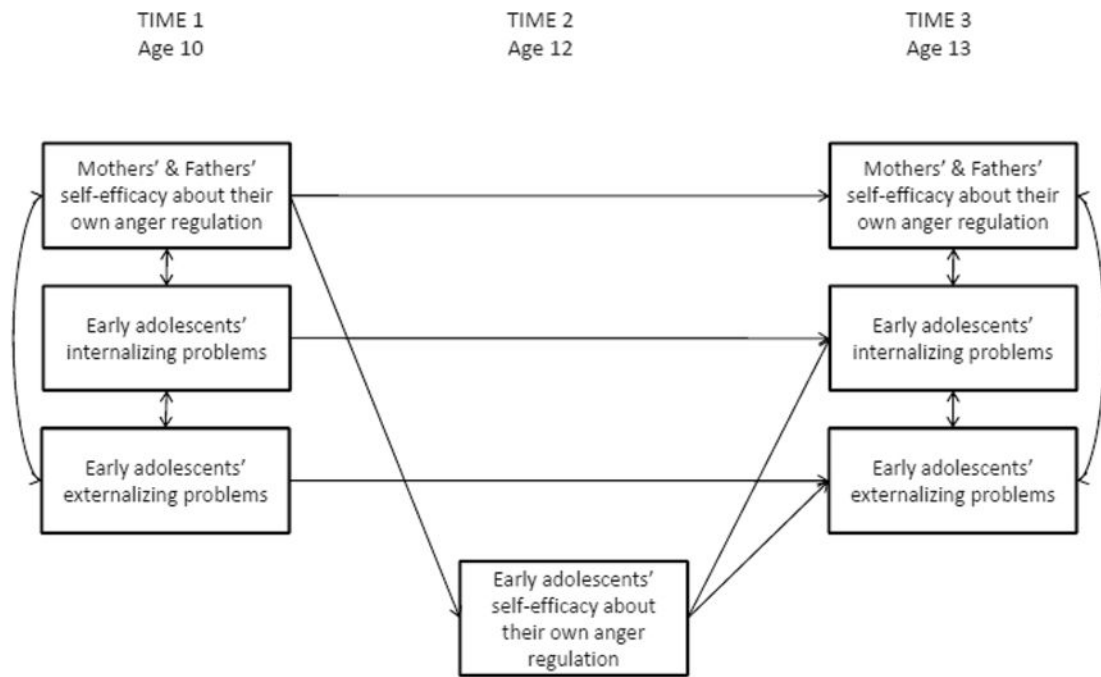 TIME 1
Age 10
TIME 2
Age 12
TIME 3
Age 13
Mothers’ & Fathers’
self-efficacy about their
own anger regulation
Mothers’ & Fathers’
self-efficacy about their
own anger regulation
Early adolescents’
internalizing problems
Early adolescents’
internalizing problems
Early adolescents’
externalizing problems
Early adolescents’
externalizing problems
Early adolescents’
self-efficacy about
their own anger
regulation